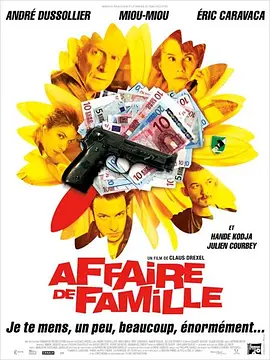 ANDRÉ DUSSOLLIER MIOU-MIOU ÉRIC CARAVACA
ET
HANDE KODJA
JULIEN COURBEY
UN FILM DE CLAUS DREXEL
AFFAIRE
DE FAMILLE
Je te mens, un peu, beaucoup, énormément...